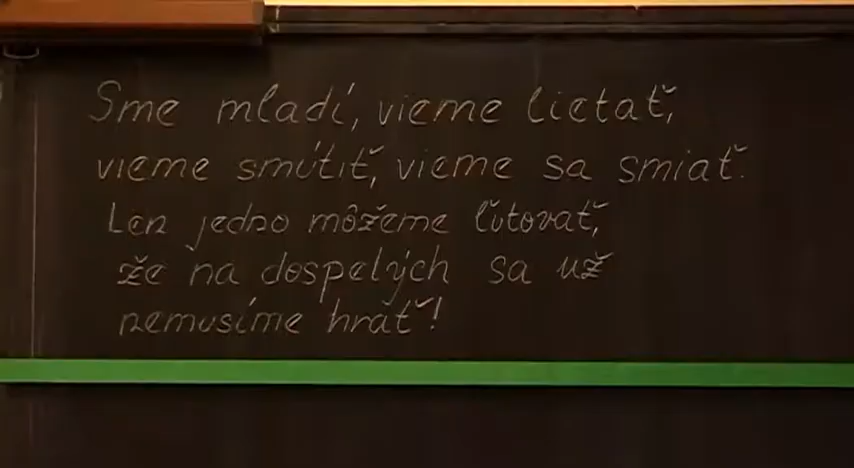 Sme mladí, vieme lietať,
vieme smútiť, vieme sa smiať.
Len jedno môžeme ľutovať,
že na dospelých sa už
nemusíme hrať!